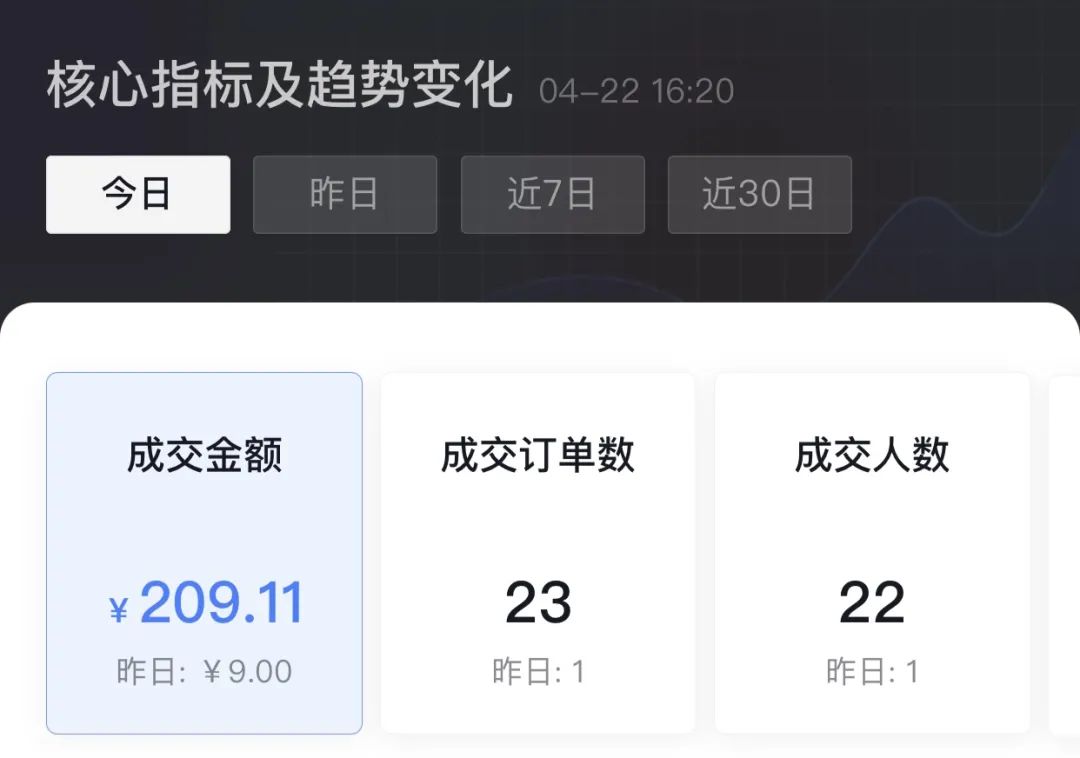 核心指标及趋势变化 04-22 16:20
今日 昨日 近7日 近30日
成交金额 成交订单数 成交人数
¥209.11 23 22
昨日: ¥9.00 昨日: 1 昨日: 1